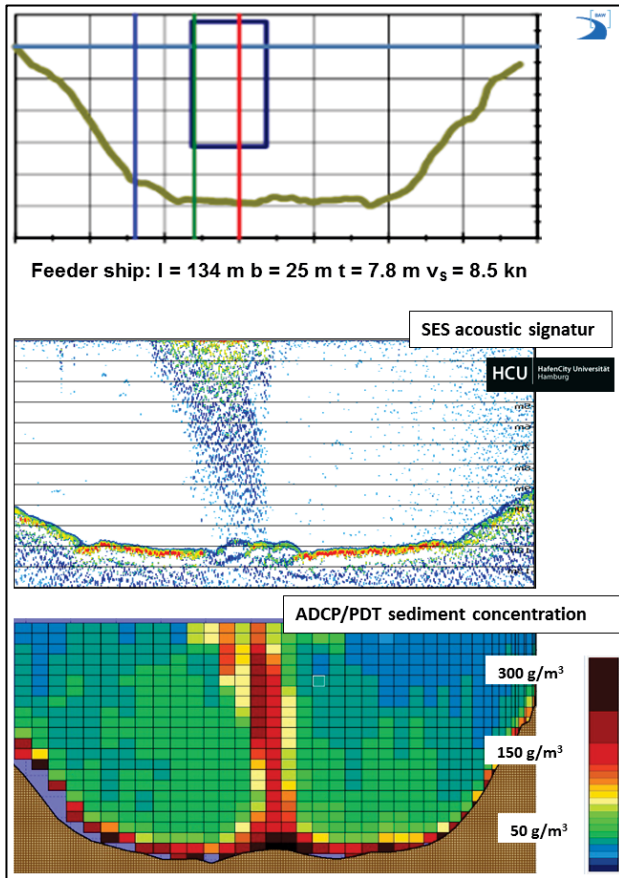 BAW
Feeder ship: l = 134 m b = 25 m t = 7.8 m vs = 8.5 kn
SES acoustic signatur
HCU HafenCity Universität
Hamburg
ADCP/PDT sediment concentration
300 g/m³
150 g/m³
50 g/m³